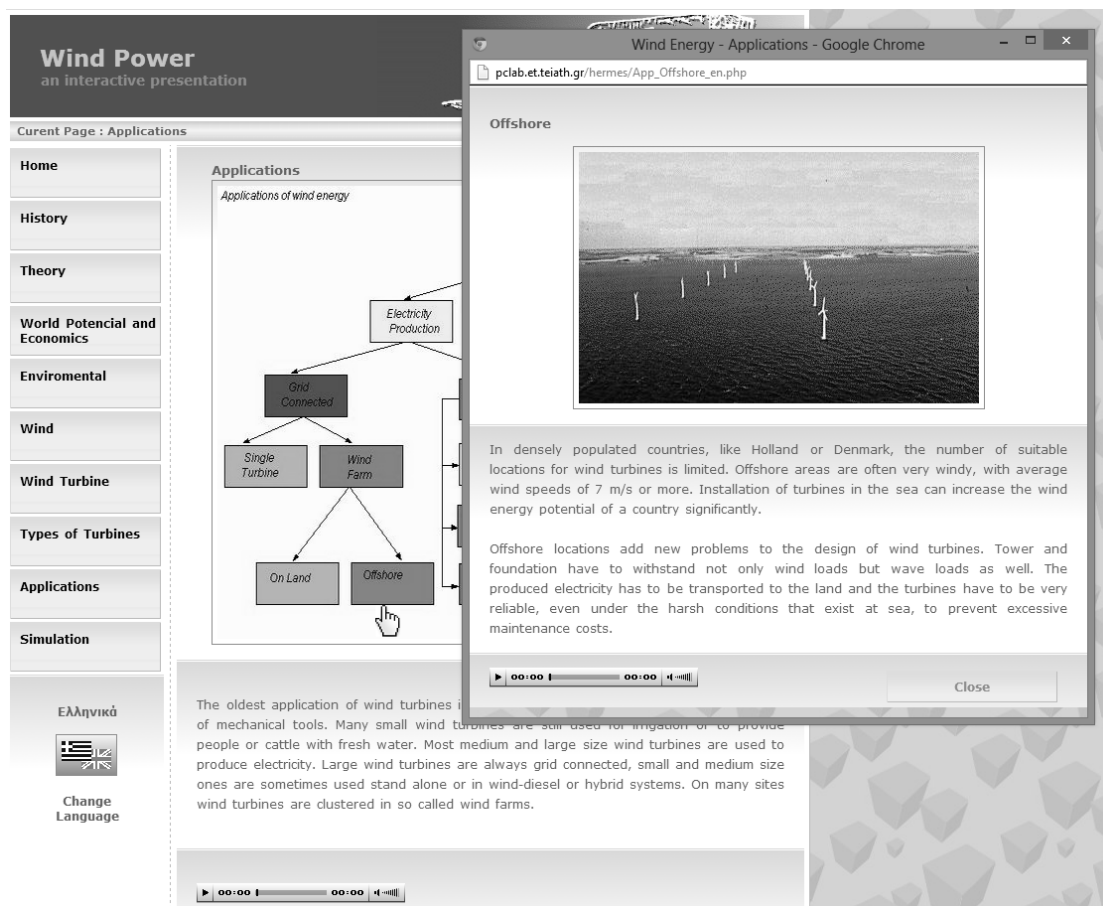 Wind Power
an interactive presentation
Curent Page : Applications
Home
History
Theory
World Potencial and
Economics
Enviromental
Wind
Wind Turbine
Types of Turbines
Applications
Simulation
Ελληνικά
Change
Language
Applications
Applications of wind energy
Electricity
Production
Grid
Connected
Single
Turbine
Wind
Farm
On Land
Offshore
The oldest application of wind turbines i
of mechanical tools. Many small wind turbines are still used for irrigation or to provide
people or cattle with fresh water. Most medium and large size wind turbines are used to
produce electricity. Large wind turbines are always grid connected, small and medium size
ones are sometimes used stand alone or in wind-diesel or hybrid systems. On many sites
wind turbines are clustered in so called wind farms.
00:00 00:00
Wind Energy - Applications - Google Chrome
pclab.et.teiath.gr/hermes/App_Offshore_en.php
Offshore
In densely populated countries, like Holland or Denmark, the number of suitable
locations for wind turbines is limited. Offshore areas are often very windy, with average
wind speeds of 7 m/s or more. Installation of turbines in the sea can increase the wind
energy potential of a country significantly.
Offshore locations add new problems to the design of wind turbines. Tower and
foundation have to withstand not only wind loads but wave loads as well. The
produced electricity has to be transported to the land and the turbines have to be very
reliable, even under the harsh conditions that exist at sea, to prevent excessive
maintenance costs.
00:00 00:00
Close